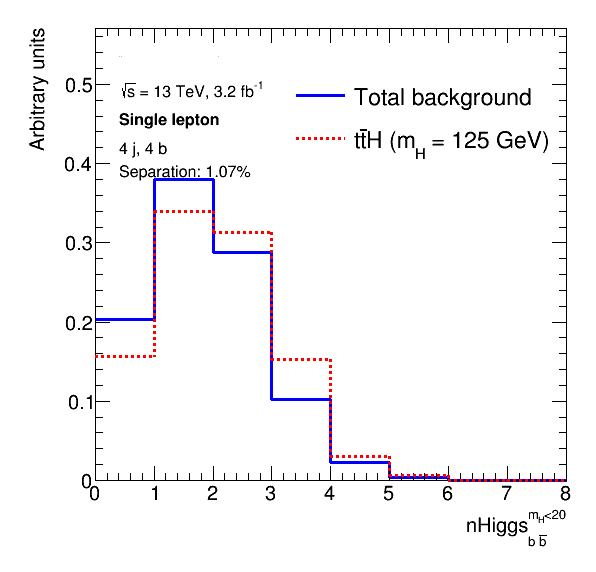 Arbitrary units
√s = 13 TeV, 3.2 fb⁻¹
Single lepton
4 j, 4 b
Separation: 1.07%
Total background
tt̄H (m_H = 125 GeV)
0.5
0.4
0.3
0.2
0.1
0
0 1 2 3 4 5 6 7 8
nHiggs_{b b̄}^{m_H<20}